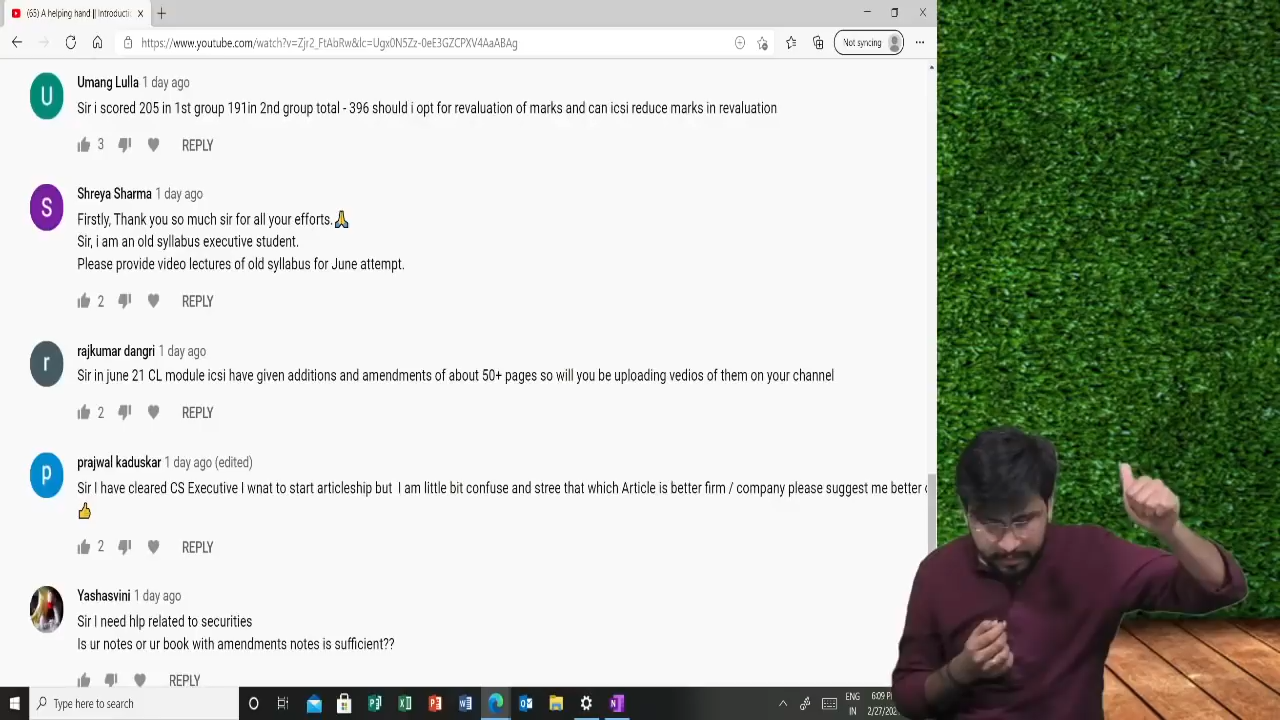 (65) A helping hand || Introducti
https://www.youtube.com/watch?v=Zjr2_FtAbRw&lc=Ugx0N5Zz-0eE3GZCPXV4AaABAg
Not syncing
U
Umang Lulla 1 day ago
Sir i scored 205 in 1st group 191in 2nd group total - 396 should i opt for revaluation of marks and can icsi reduce marks in revaluation
3 REPLY
S
Shreya Sharma 1 day ago
Firstly, Thank you so much sir for all your efforts.🙏
Sir, i am an old syllabus executive student.
Please provide video lectures of old syllabus for June attempt.
2 REPLY
r
rajkumar dangri 1 day ago
Sir in june 21 CL module icsi have given additions and amendments of about 50+ pages so will you be uploading vedios of them on your channel
2 REPLY
p
prajwal kaduskar 1 day ago (edited)
Sir I have cleared CS Executive I wnat to start articleship but I am little bit confuse and stree that which Article is better firm / company please suggest me better
👍
2 REPLY
Yashasvini 1 day ago
Sir I need hlp related to securities
Is ur notes or ur book with amendments notes is sufficient??
REPLY
Type here to search
ENG
IN
6:09 P
2/27/20